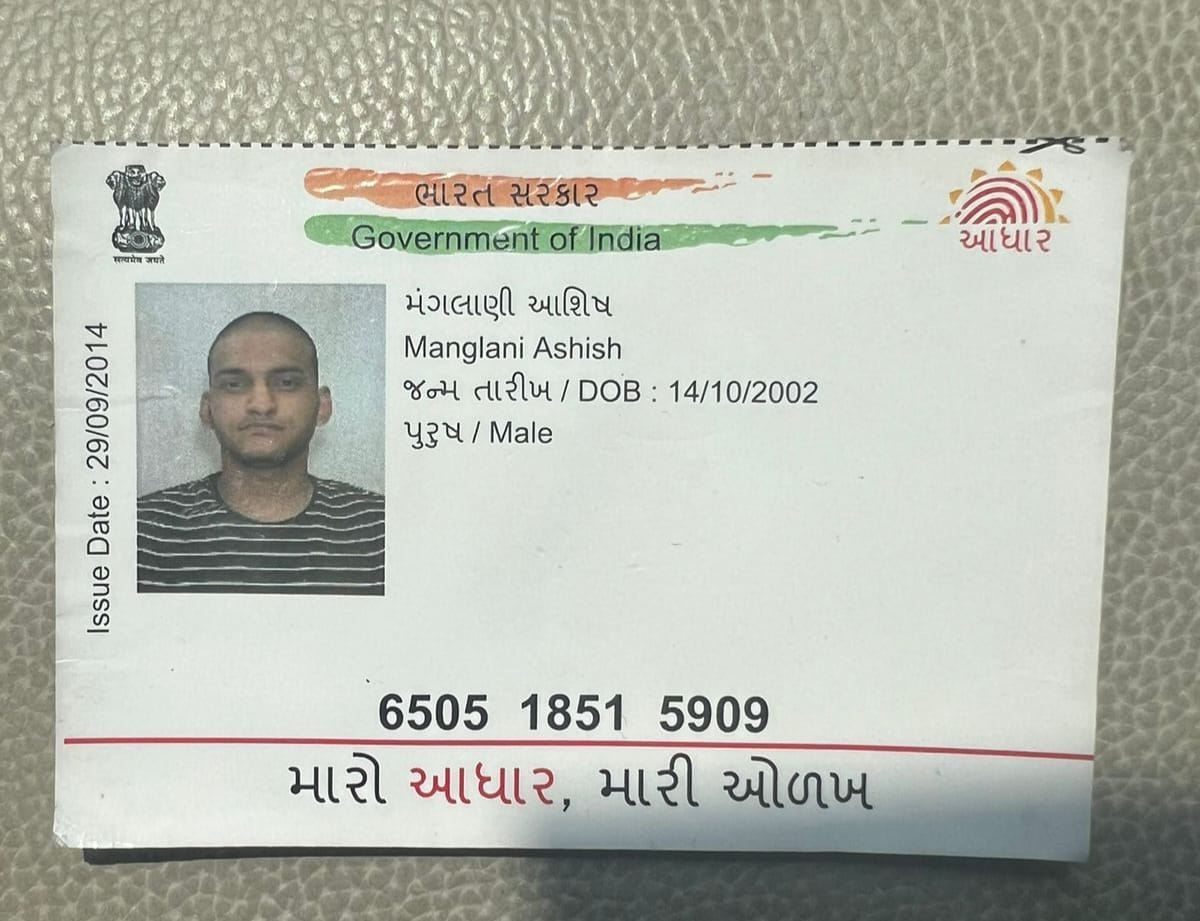 ભારત સરકાર
Government of India
सत्यमेव जयते
આધાર
Issue Date : 29/09/2014
મંગલાણી આશિષ
Manglani Ashish
જન્મ તારીખ / DOB : 14/10/2002
પુરુષ / Male
6505 1851 5909
મારો આધાર, મારી ઓળખ